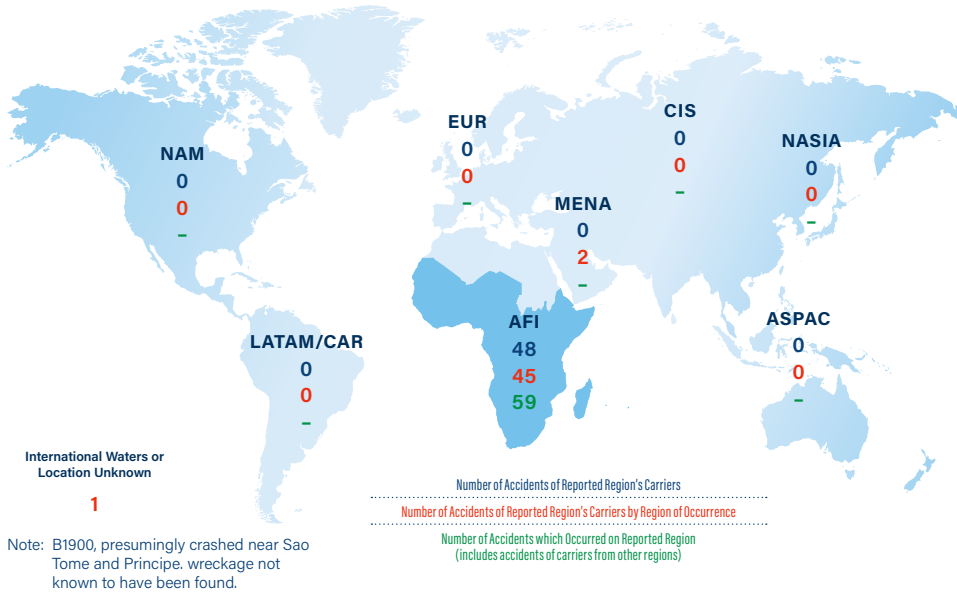 NAM
0
0
–
EUR
0
0
–
CIS
0
0
–
NASIA
0
0
–
MENA
0
2
–
AFI
48
45
59
ASPAC
0
0
–
LATAM/CAR
0
0
–
International Waters or
Location Unknown
1
Note: B1900, presumingly crashed near Sao
Tome and Principe. wreckage not
known to have been found.
Number of Accidents of Reported Region's Carriers
Number of Accidents of Reported Region's Carriers by Region of Occurrence
Number of Accidents which Occurred on Reported Region
(includes accidents of carriers from other regions)